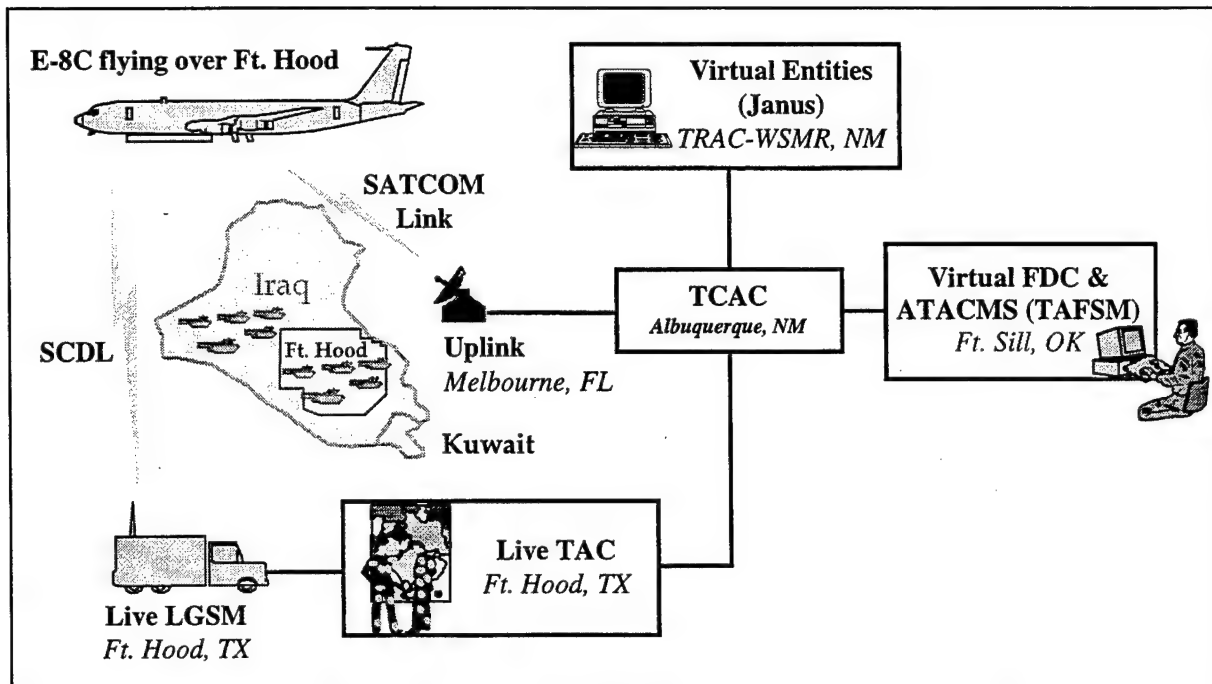 E-8C flying over Ft. Hood
Virtual Entities
(Janus)
TRAC-WSMR, NM
SATCOM
Link
Iraq
Ft. Hood
SCDL
Uplink
Melbourne, FL
Kuwait
TCAC
Albuquerque, NM
Virtual FDC &
ATACMS (TAFSM)
Ft. Sill, OK
Live LGSM
Ft. Hood, TX
Live TAC
Ft. Hood, TX